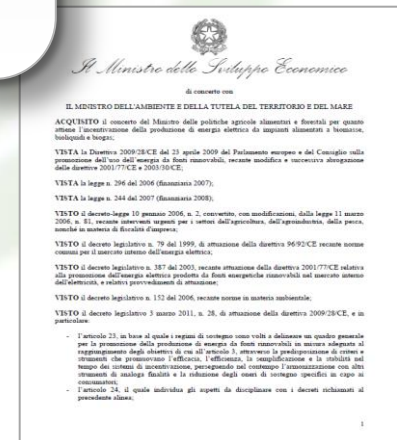 Il Ministro dello Sviluppo Economico
di concerto con
IL MINISTRO DELL'AMBIENTE E DELLA TUTELA DEL TERRITORIO E DEL MARE
ACQUISITO il concerto del Ministro delle politiche agricole alimentari e forestali per quanto
attiene l'incentivazione della produzione di energia elettrica da impianti alimentati a biomasse,
bioliquidi e biogas;
VISTA la Direttiva 2009/28/CE del 23 aprile 2009 del Parlamento europeo e del Consiglio sulla
promozione dell'uso dell'energia da fonti rinnovabili, recante modifica e successiva abrogazione
delle direttive 2001/77/CE e 2003/30/CE;
VISTA la legge n. 296 del 2006 (finanziaria 2007);
VISTA la legge n. 244 del 2007 (finanziaria 2008);
VISTO il decreto-legge 10 gennaio 2006, n. 2, convertito, con modificazioni, dalla legge 11 marzo
2006, n. 81, recante interventi urgenti per i settori dell'agricoltura, dell'agroindustria, della pesca,
nonché in materia di fiscalità d'impresa;
VISTO il decreto legislativo n. 79 del 1999, di attuazione della direttiva 96/92/CE recante norme
comuni per il mercato interno dell'energia elettrica;
VISTO il decreto legislativo n. 387 del 2003, recante attuazione della direttiva 2001/77/CE relativa
alla promozione dell'energia elettrica prodotta da fonti energetiche rinnovabili nel mercato interno
dell'elettricità, e relativi provvedimenti di attuazione;
VISTO il decreto legislativo n. 152 del 2006, recante norme in materia ambientale;
VISTO il decreto legislativo 3 marzo 2011, n. 28, di attuazione della direttiva 2009/28/CE, e in
particolare:
- l'articolo 23, in base al quale i regimi di sostegno sono volti a delineare un quadro generale
per la promozione della produzione di energia da fonti rinnovabili in misura adeguata al
raggiungimento degli obiettivi di cui all'articolo 3, attraverso la predisposizione di criteri e
strumenti che promuovano l'efficacia, l'efficienza, la semplificazione e la stabilità nel
tempo dei sistemi di incentivazione, perseguendo nel contempo l'armonizzazione con altri
strumenti di analoga finalità e la riduzione degli oneri di sostegno specifici in capo ai
consumatori;
- l'articolo 24, il quale individua gli aspetti da disciplinare con i decreti richiamati al
precedente alinea;
1